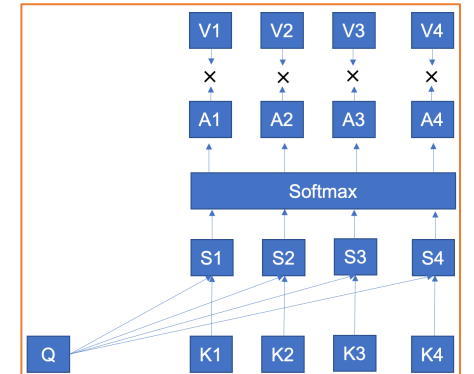 V1 V2 V3 V4
× × × ×
A1 A2 A3 A4
Softmax
S1 S2 S3 S4
Q K1 K2 K3 K4